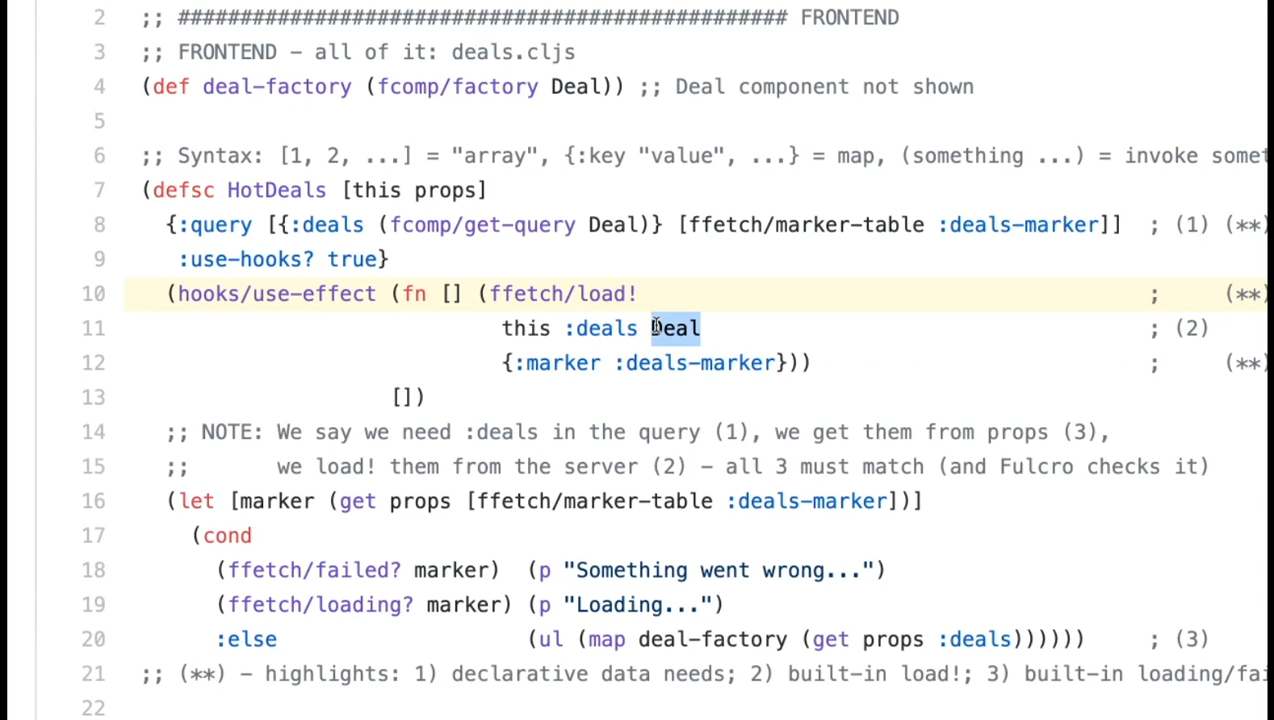 2 ;; ################################################# FRONTEND
3 ;; FRONTEND - all of it: deals.cljs
4 (def deal-factory (fcomp/factory Deal)) ;; Deal component not shown
5
6 ;; Syntax: [1, 2, ...] = "array", {:key "value", ...} = map, (something ...) = invoke somet
7 (defsc HotDeals [this props]
8 {:query [{:deals (fcomp/get-query Deal)} [ffetch/marker-table :deals-marker]] ; (1) (**)
9 :use-hooks? true}
10 (hooks/use-effect (fn [] (ffetch/load! ; (**)
11 this :deals Deal ; (2)
12 {:marker :deals-marker})) ; (**)
13 [])
14 ;; NOTE: We say we need :deals in the query (1), we get them from props (3),
15 ;; we load! them from the server (2) - all 3 must match (and Fulcro checks it)
16 (let [marker (get props [ffetch/marker-table :deals-marker])]
17 (cond
18 (ffetch/failed? marker) (p "Something went wrong...")
19 (ffetch/loading? marker) (p "Loading...")
20 :else (ul (map deal-factory (get props :deals)))))) ; (3)
21 ;; (**) - highlights: 1) declarative data needs; 2) built-in load!; 3) built-in loading/fai
22